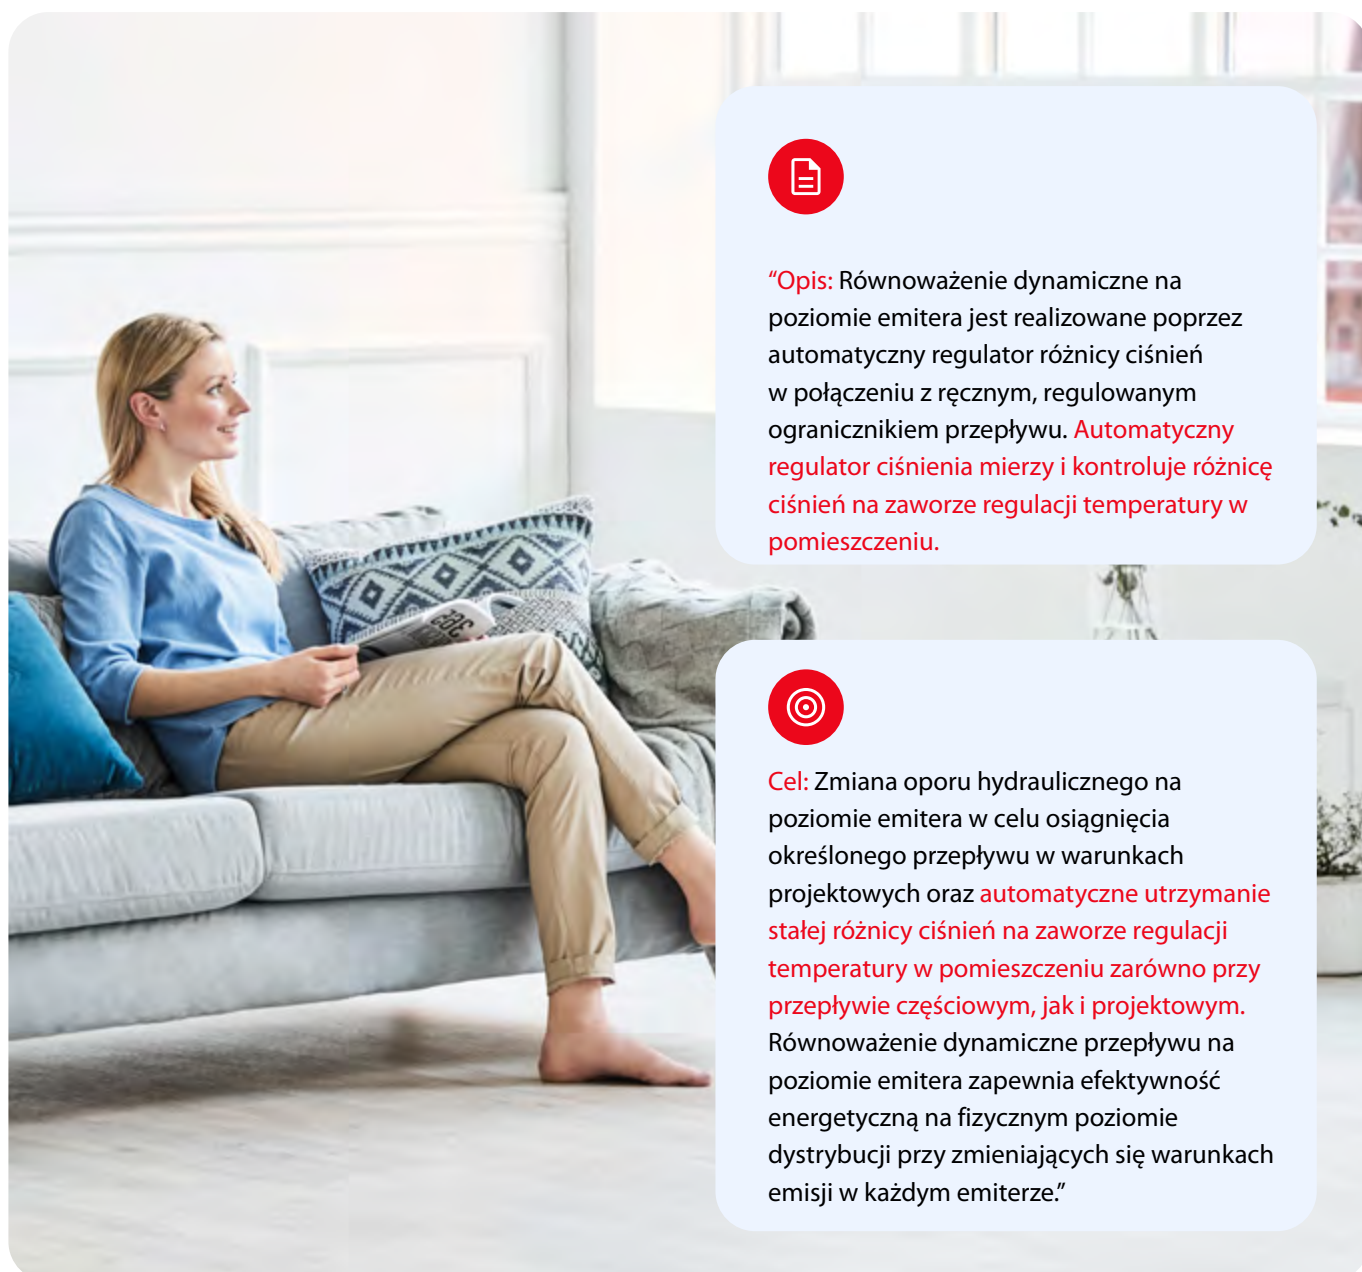 “Opis: Równoważenie dynamiczne na
poziomie emitera jest realizowane poprzez
automatyczny regulator różnicy ciśnień
w połączeniu z ręcznym, regulowanym
ogranicznikiem przepływu. Automatyczny
regulator ciśnienia mierzy i kontroluje różnicę
ciśnień na zaworze regulacji temperatury w
pomieszczeniu.
Cel: Zmiana oporu hydraulicznego na
poziomie emitera w celu osiągnięcia
określonego przepływu w warunkach
projektowych oraz automatyczne utrzymanie
stałej różnicy ciśnień na zaworze regulacji
temperatury w pomieszczeniu zarówno przy
przepływie częściowym, jak i projektowym.
Równoważenie dynamiczne przepływu na
poziomie emitera zapewnia efektywność
energetyczną na fizycznym poziomie
dystrybucji przy zmieniających się warunkach
emisji w każdym emiterze.”